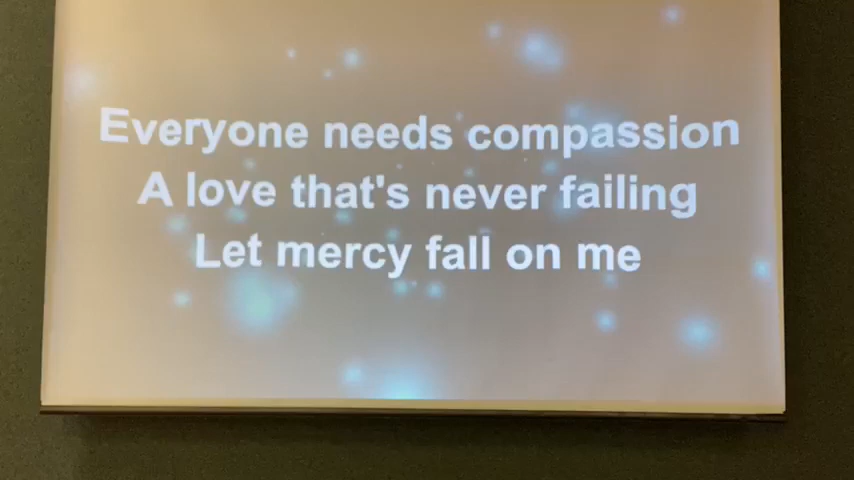 Everyone needs compassion
A love that's never failing
Let mercy fall on me